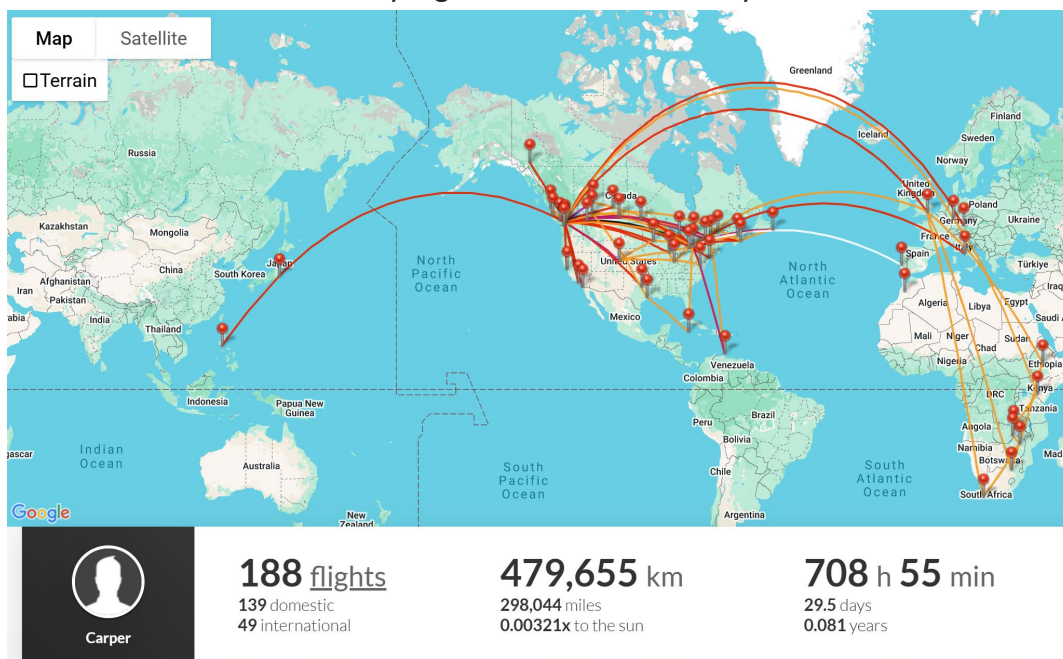 Map Satellite
Terrain
Greenland
Finland
Iceland
Sweden
Russia
Norway
Canada
United
Kingdom
Poland
Germany
Ukraine
Kazakhstan
France
Mongolia
Italy
Spain
Japan
United States
North
Pacific
Ocean
North
Atlantic
Ocean
Türkiye
China
South Korea
Afghanistan
Iraq
Iran
Pakistan
Algeria
Libya
Egypt
Mexico
Saudi
India
Mali
Niger
Sudan
Thailand
Chad
Venezuela
Nigeria
Ethiopia
Colombia
Kenya
Indonesia
Papua New
Guinea
DRC
Tanzania
Brazil
Peru
Angola
Indian
Ocean
Bolivia
Namibia
Botswana
Mad
gascar
Australia
South
Pacific
Ocean
Chile
South
Atlantic
Ocean
South Africa
Google
New
Zealand
Argentina
188 flights
139 domestic
49 international
479,655 km
298,044 miles
0.00321x to the sun
708 h 55 min
29.5 days
0.081 years
Carper